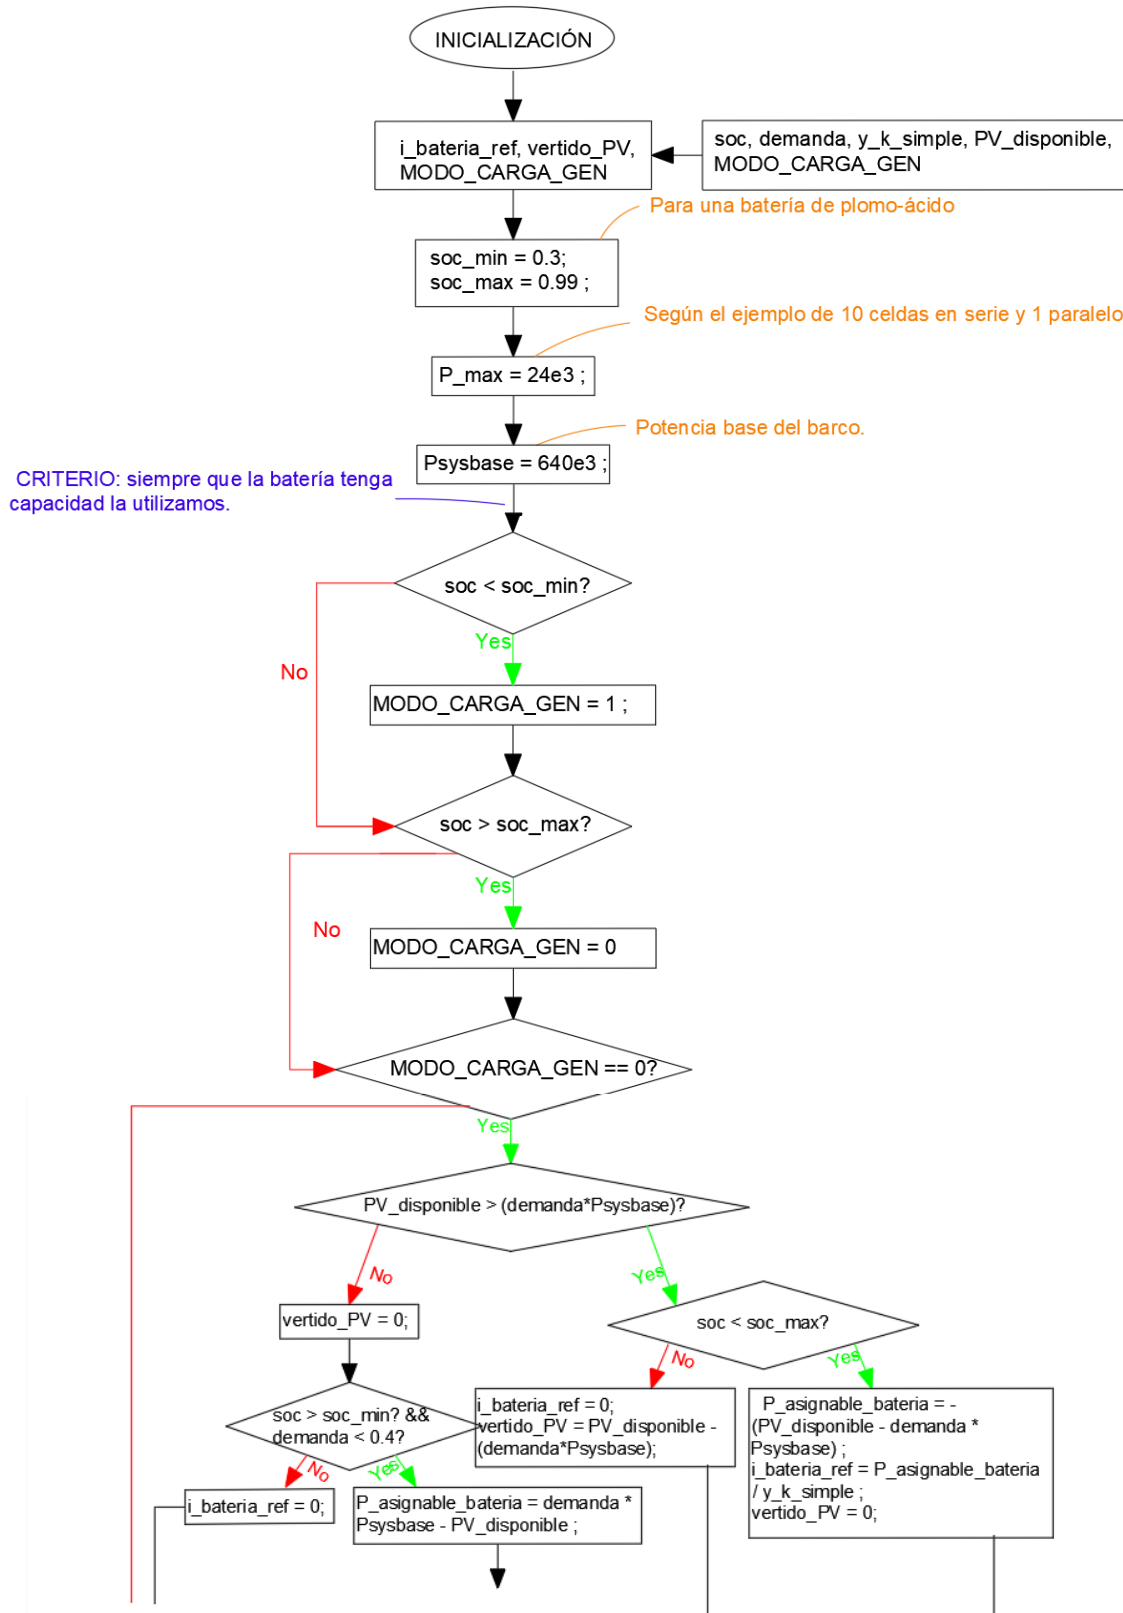 INICIALIZACIÓN
i_bateria_ref, vertido_PV,
MODO_CARGA_GEN
soc, demanda, y_k_simple, PV_disponible,
MODO_CARGA_GEN
Para una batería de plomo-ácido
soc_min = 0.3;
soc_max = 0.99 ;
Según el ejemplo de 10 celdas en serie y 1 paralelo
P_max = 24e3 ;
Potencia base del barco.
Psysbase = 640e3 ;
CRITERIO: siempre que la batería tenga
capacidad la utilizamos.
soc < soc_min?
Yes
No
MODO_CARGA_GEN = 1 ;
soc > soc_max?
Yes
No
MODO_CARGA_GEN = 0
MODO_CARGA_GEN == 0?
Yes
PV_disponible > (demanda*Psysbase)?
No
Yes
vertido_PV = 0;
soc < soc_max?
No
Yes
soc > soc_min? &&
demanda < 0.4?
i_bateria_ref = 0;
vertido_PV = PV_disponible -
(demanda*Psysbase);
P_asignable_bateria = -
(PV_disponible - demanda *
Psysbase) ;
i_bateria_ref = P_asignable_bateria
/ y_k_simple ;
vertido_PV = 0;
No
Yes
i_bateria_ref = 0;
P_asignable_bateria = demanda *
Psysbase - PV_disponible ;